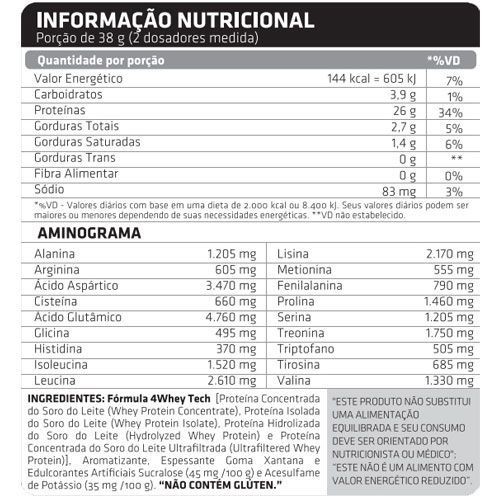 INFORMAÇÃO NUTRICIONAL
Porção de 38 g (2 dosadores medida)
Quantidade por porção *%VD
Valor Energético 144 kcal = 605 kJ 7%
Carboidratos 3,9 g 1%
Proteínas 26 g 34%
Gorduras Totais 2,7 g 5%
Gorduras Saturadas 1,4 g 6%
Gorduras Trans 0 g **
Fibra Alimentar 0 g 0%
Sódio 83 mg 3%
*%VD - Valores diários com base em uma dieta de 2.000 kcal ou 8.400 kJ. Seus valores diários podem ser
maiores ou menores dependendo de suas necessidades energéticas. **VD não estabelecido.
AMINOGRAMA
Alanina 1.205 mg Lisina 2.170 mg
Arginina 605 mg Metionina 555 mg
Ácido Aspártico 3.470 mg Fenilanina 790 mg
Cisteína 660 mg Prolina 1.460 mg
Ácido Glutâmico 4.760 mg Serina 1.205 mg
Glicina 495 mg Treonina 1.750 mg
Histidina 370 mg Triptofano 505 mg
Isoleucina 1.520 mg Tirosina 685 mg
Leucina 2.610 mg Valina 1.330 mg
INGREDIENTES: Fórmula 4Whey Tech [Proteína Concentrada
do Soro do Leite (Whey Protein Concentrate), Proteína Isolada
do Soro do Leite (Whey Protein Isolate), Proteína Hidrolizada
do Soro do Leite (Hydrolyzed Whey Protein) e Proteína
Concentrada do Soro do Leite Ultrafiltrada (Ultrafiltered Whey
Protein)], Aromatizante, Espessante Goma Xantana e
Edulcorantes Artificiais Sucralose (45 mg /100 g) e Acesulfame
de Potássio (35 mg /100 g). "NÃO CONTÉM GLÚTEN."
"ESTE PRODUTO NÃO SUBSTITUI
UMA ALIMENTAÇÃO
EQUILIBRADA E SEU CONSUMO
DEVE SER ORIENTADO POR
NUTRICIONISTA OU MÉDICO";
"ESTE NÃO É UM ALIMENTO COM
VALOR ENERGÉTICO REDUZIDO".